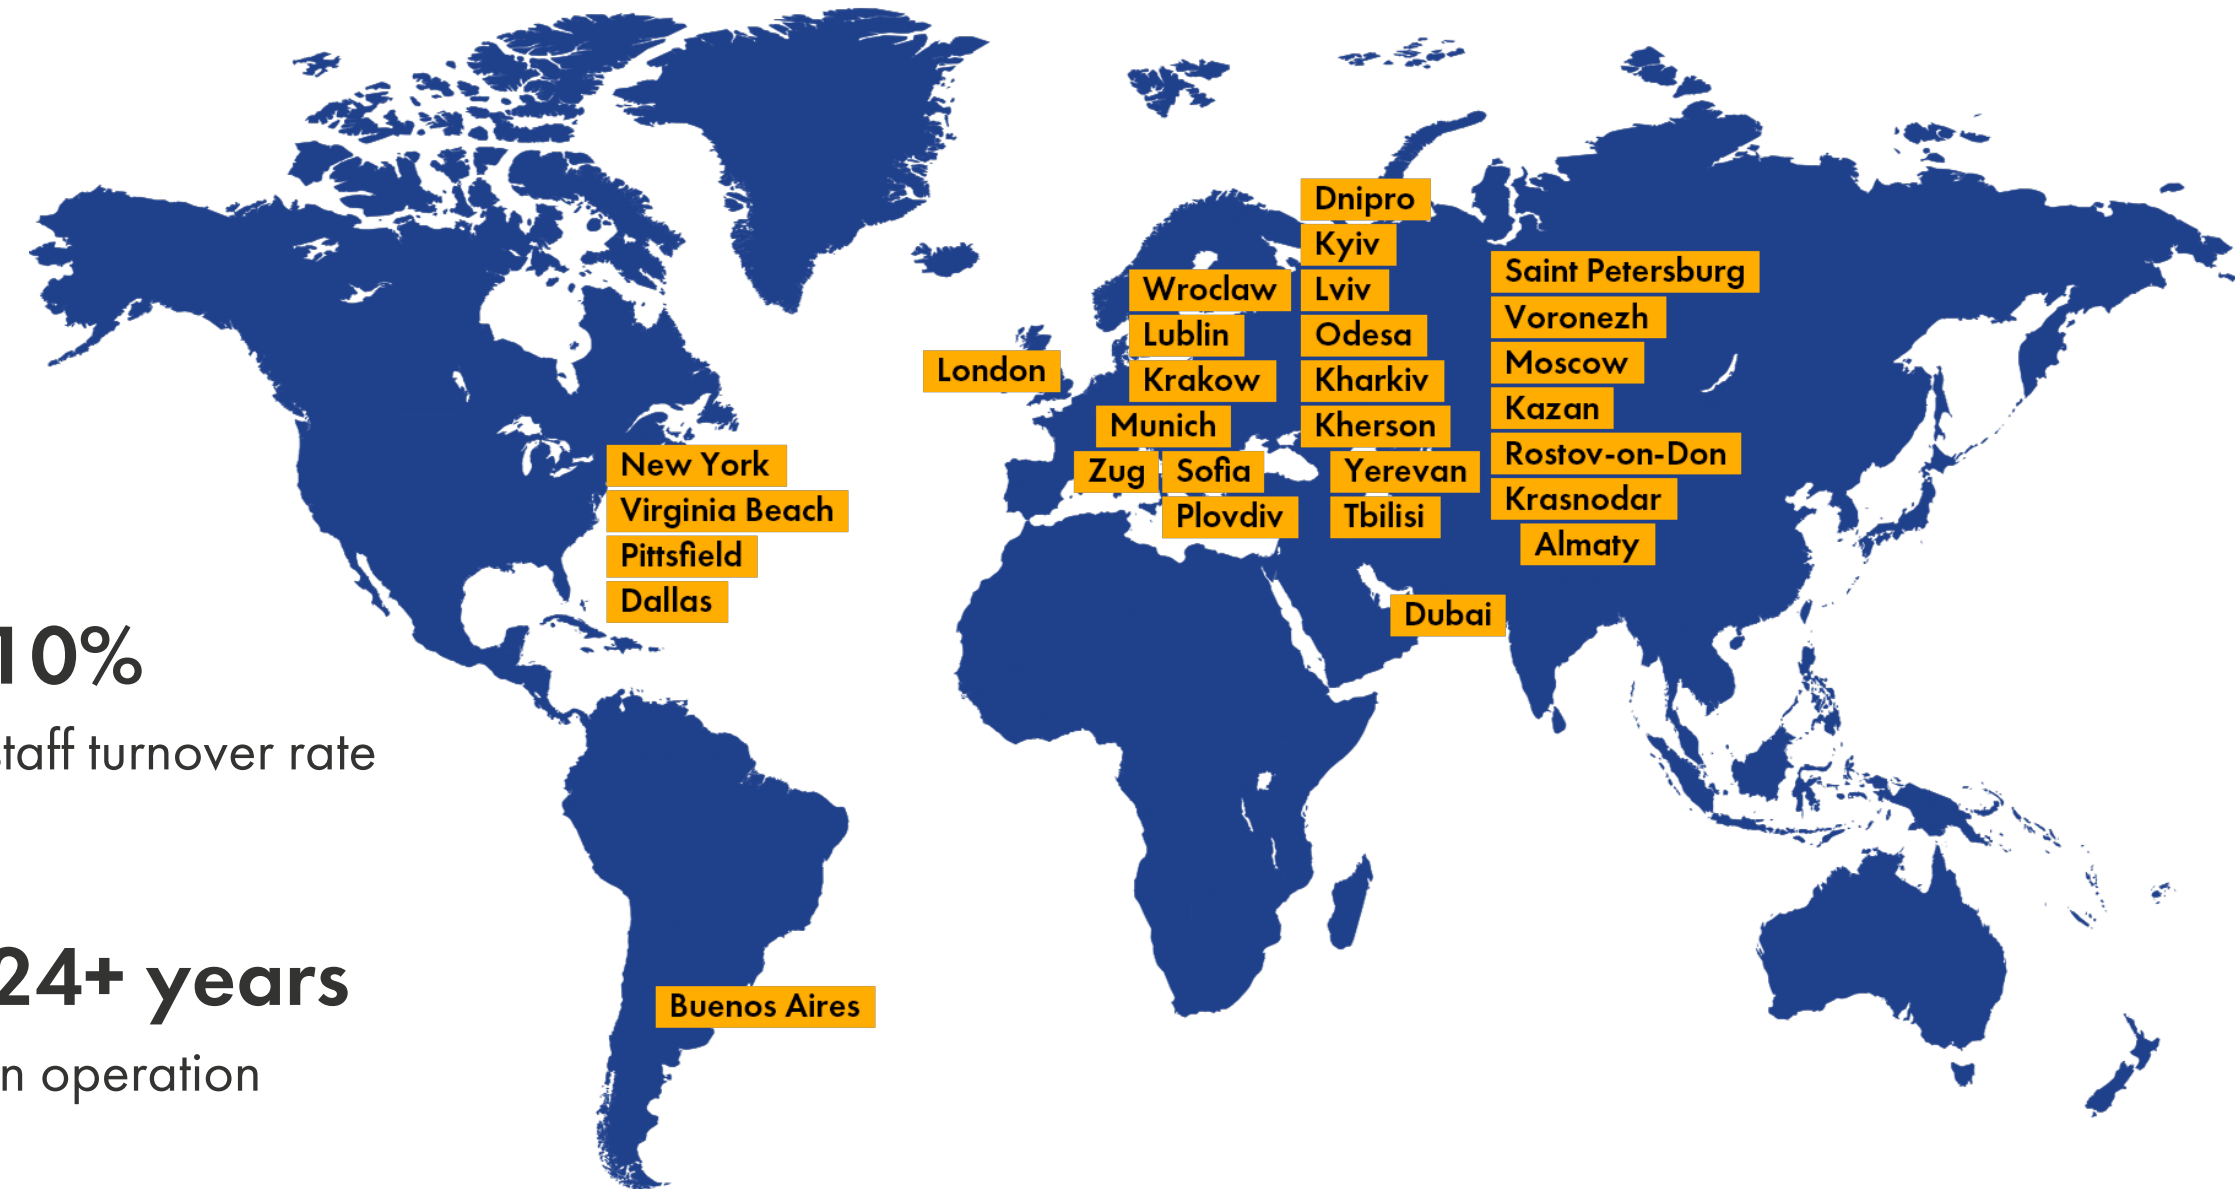 Dnipro
Kyiv
Lviv
Odesa
Kharkiv
Kherson
Saint Petersburg
Voronezh
Moscow
Kazan
Rostov-on-Don
Krasnodar
Almaty
Wroclaw
Lublin
Krakow
London
Munich
Zug
Sofia
Plovdiv
Yerevan
Tbilisi
New York
Virginia Beach
Pittsfield
Dallas
Dubai
10%
staff turnover rate
24+ years
n operation
Buenos Aires